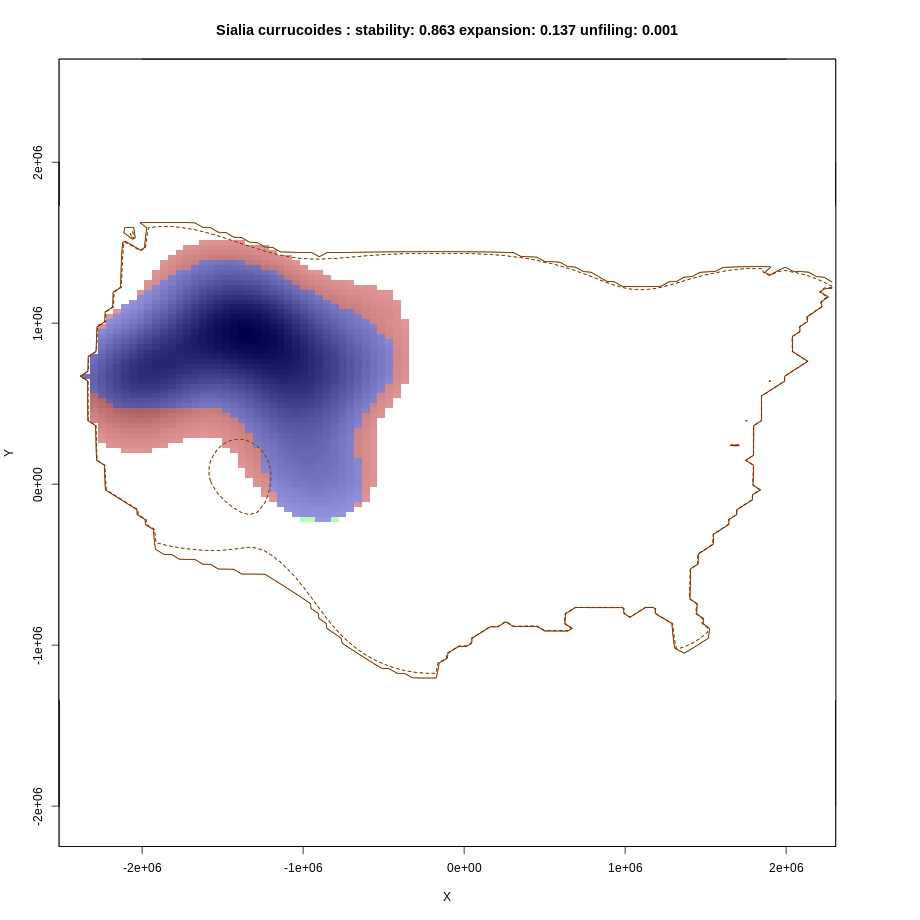 Sialia currucoides : stability: 0.863 expansion: 0.137 unfiling: 0.001
2e+06
1e+06
0e+00
-1e+06
-2e+06
Y
-2e+06 -1e+06 0e+00 1e+06 2e+06
X